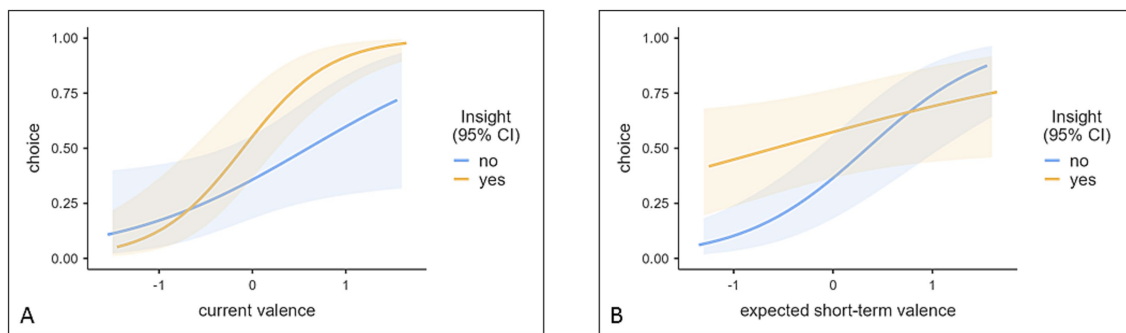 1.00
0.75
0.50
0.25
0.00
choice
-1
0
1
current valence
Insight
(95% CI)
no
yes
A
1.00
0.75
0.50
0.25
0.00
choice
-1
0
1
expected short-term valence
Insight
(95% CI)
no
yes
B